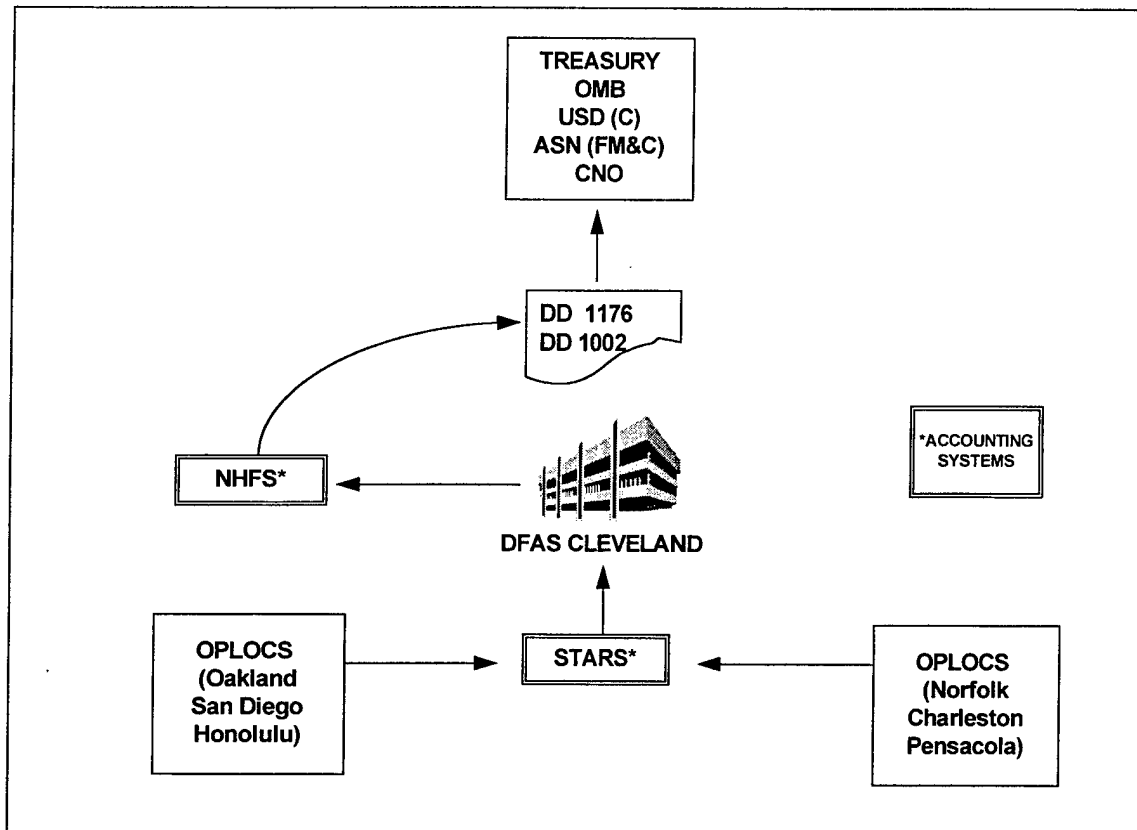 TREASURY
OMB
USD (C)
ASN (FM&C)
CNO
DD 1176
DD 1002
NHFS*
*ACCOUNTING
SYSTEMS
DFAS CLEVELAND
OPLOCS
(Oakland
San Diego
Honolulu)
STARS*
OPLOCS
(Norfolk
Charleston
Pensacola)